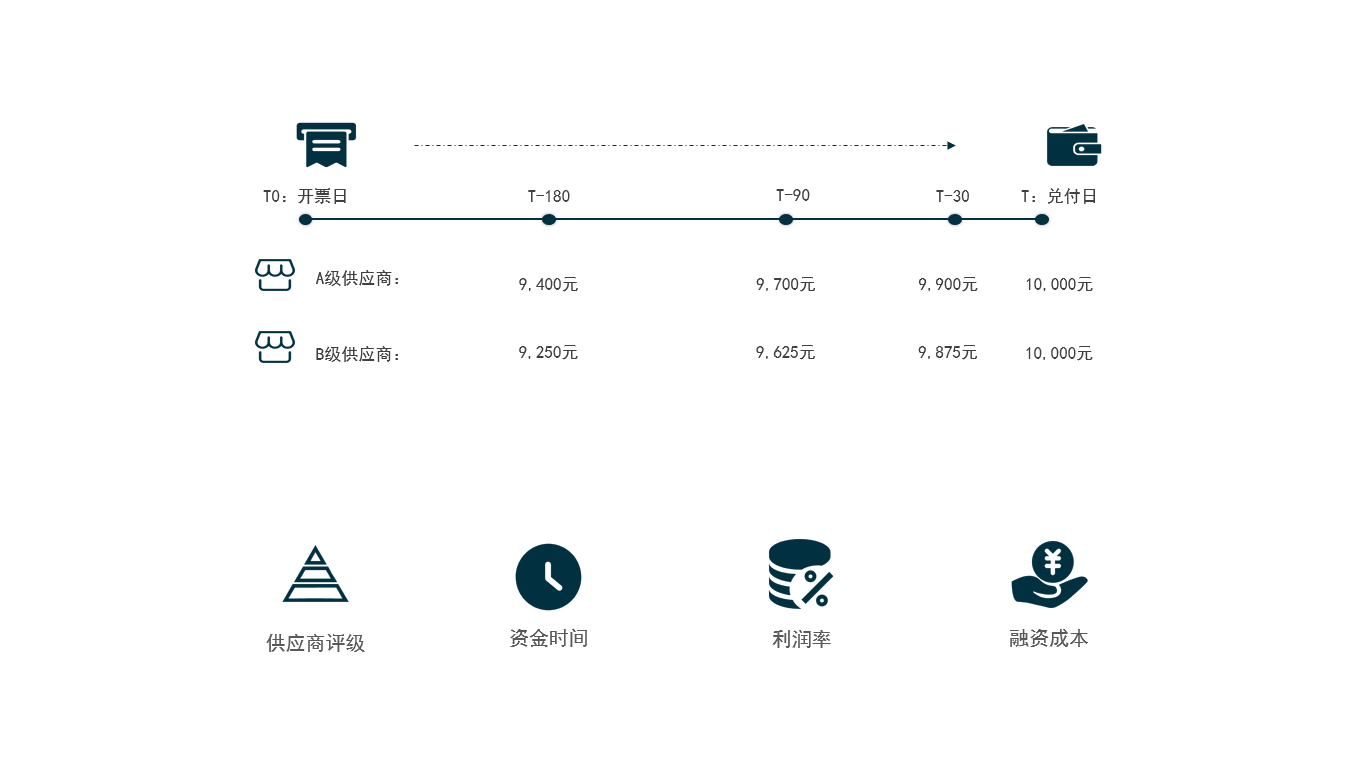 T0：开票日 T-180 T-90 T-30 T：兑付日
A级供应商： 9,400元 9,700元 9,900元 10,000元
B级供应商： 9,250元 9,625元 9,875元 10,000元
供应商评级 资金时间 利润率 融资成本